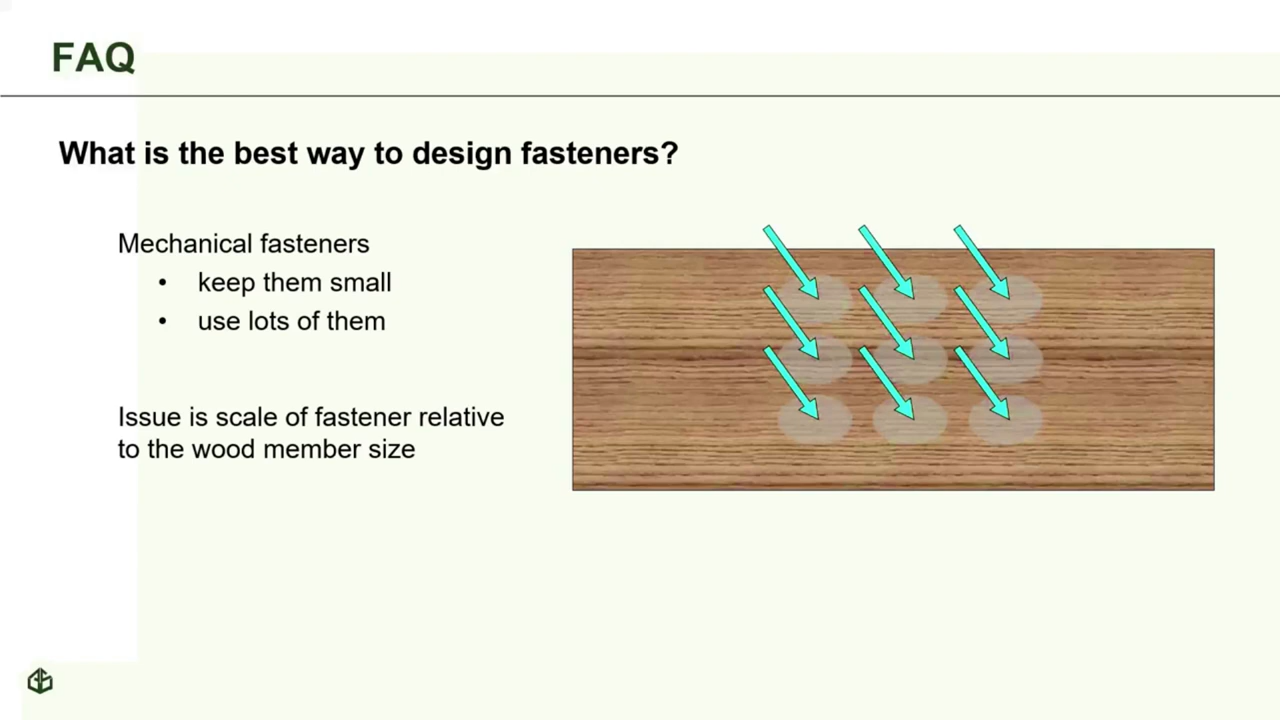 FAQ
What is the best way to design fasteners?
Mechanical fasteners
• keep them small
• use lots of them
Issue is scale of fastener relative
to the wood member size